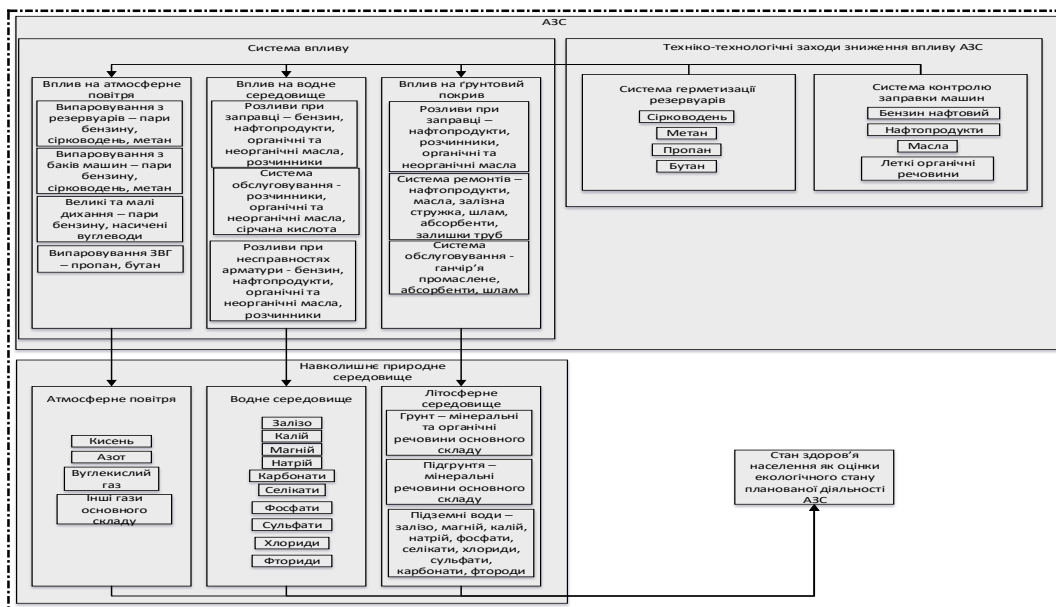 АЗС
Система впливу
Техніко-технологічні заходи зниження впливу АЗС
Вплив на атмосферне
повітря
Випаровування з
резервуарів – пари
бензину,
сірководень, метан
Випаровування з
баків машин – пари
бензину,
сірководень, метан
Великі та малі
дихання – пари
бензину, насичені
вуглеводи
Випаровування ЗВГ
– пропан, бутан
Вплив на водне
середовище
Розливи при
заправці – бензин,
нафтопродукти,
органічні та
неорганічні масла,
розчинники
Система
обслуговування -
розчинники,
органічні та
неорганічні масла,
сірчана кислота
Розливи при
несправностях
арматури - бензин,
нафтопродукти,
органічні та
неорганічні масла,
розчинники
Вплив на ґрунтовий
покрив
Розливи при
заправці –
нафтопродукти,
розчинники,
органічні та
неорганічні масла
Система ремонтів –
нафтопродукти,
масла, залізна
стружка, шлам,
абсорбенти,
залишки труб
Система
обслуговування -
ганчір’я
промаслене,
абсорбенти, шлам
Система герметизації
резервуарів
Сірководень
Метан
Пропан
Бутан
Система контролю
заправки машин
Бензин нафтовий
Нафтопродукти
Масла
Леткі органічні
речовини
Навколишнє природне
середовище
Атмосферне повітря
Кисень
Азот
Вуглекислий
газ
Інші гази
основного
складу
Водне середовище
Залізо
Калій
Магній
Натрій
Карбонати
Селікати
Фосфати
Сульфати
Хлориди
Фториди
Літосферне
середовище
Грунт – мінеральні
та органічні
речовини основного
складу
Підгрунтя –
мінеральні
речовини основного
складу
Підземні води –
залізо, магній, калій,
натрій, фосфати,
селікати, хлориди,
сульфати,
карбонати, фтороди
Стан здоров’я
населення як оцінки
екологічного стану
планованої діяльності
АЗС